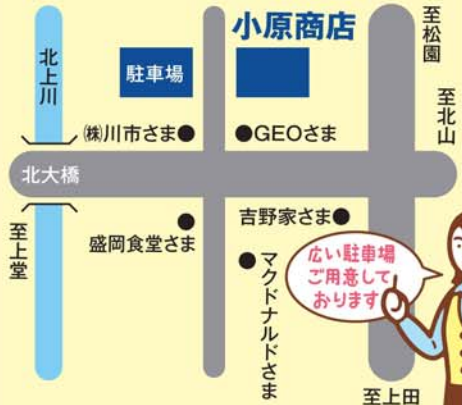 小原商店
至松園
北上川
駐車場
至北山
㈱川市さま
GEOさま
北大橋
至上堂
盛岡食堂さま
吉野家さま
マクドナルドさま
広い駐車場
ご用意して
おります
至上田